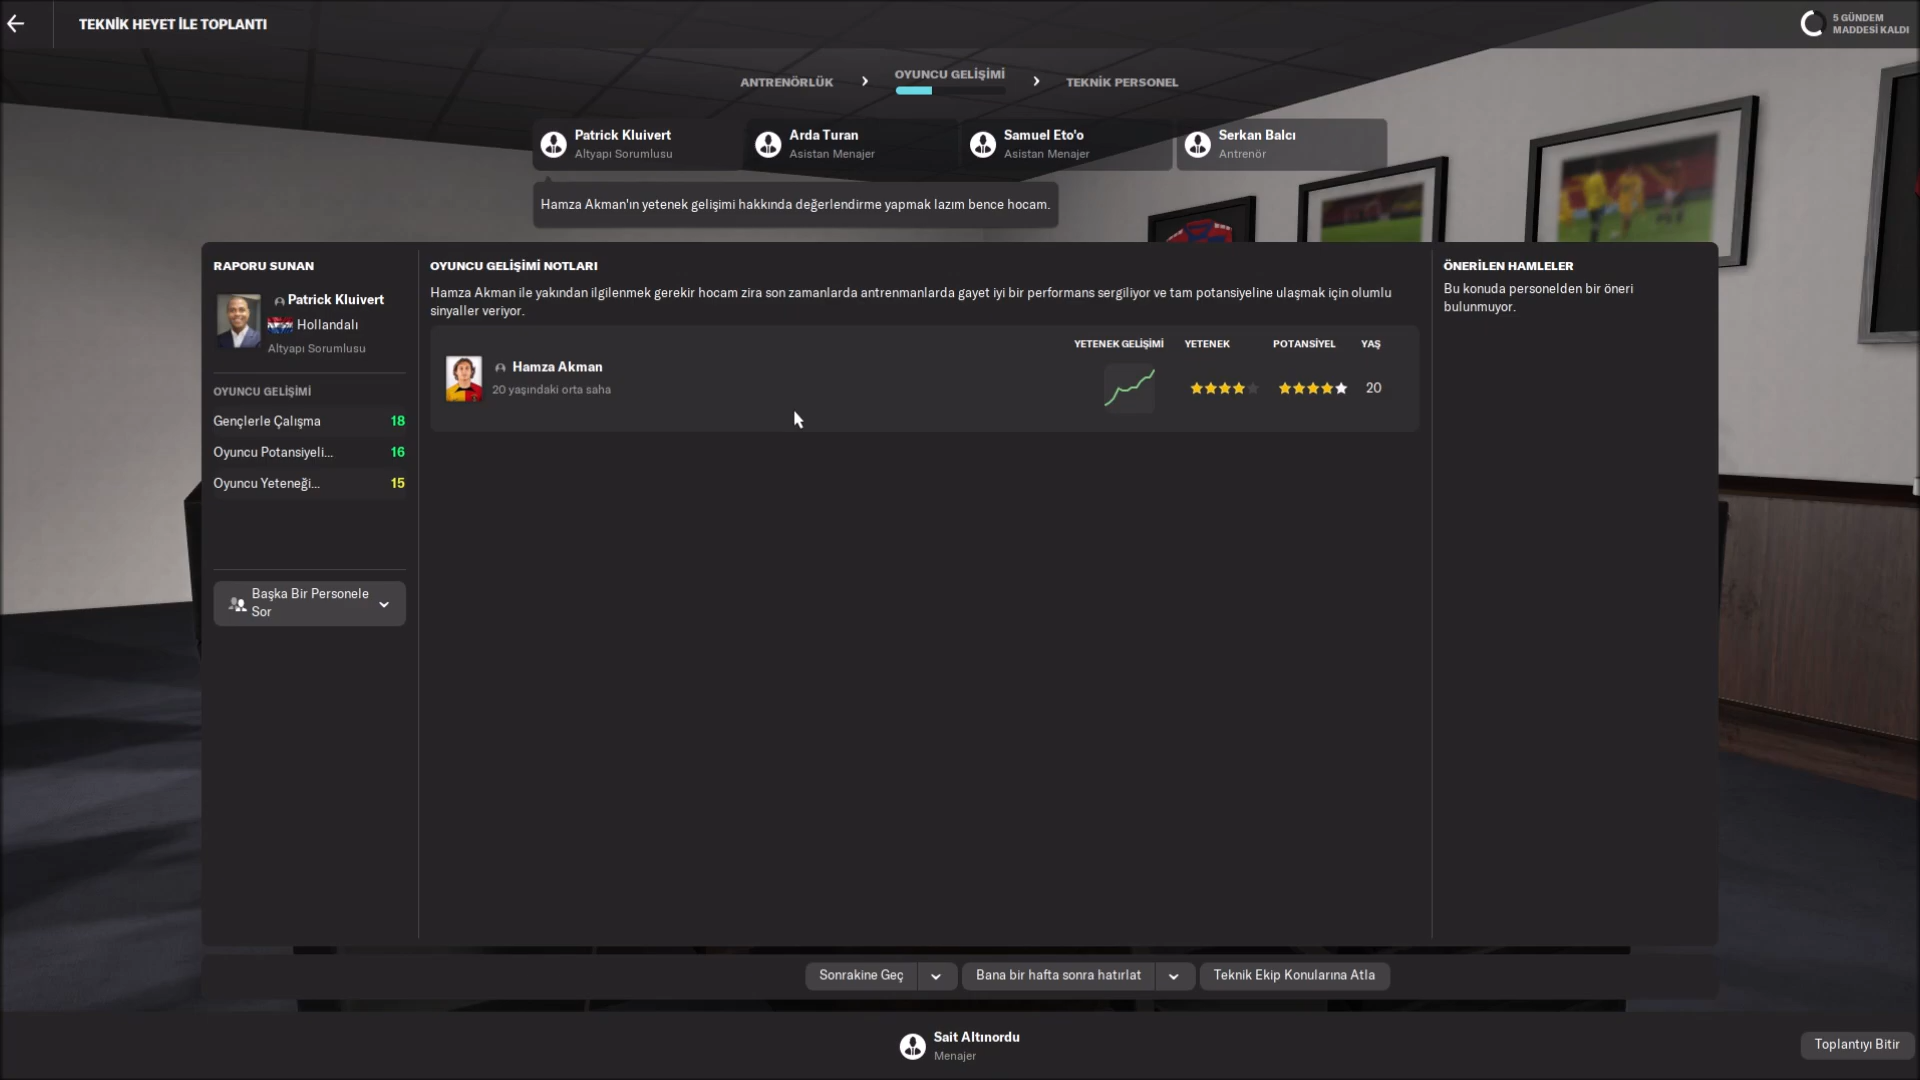 TEKNİK HEYET İLE TOPLANTI
5 GÜNDEM
MADDESİ KALDI
ANTRENÖRLÜK
OYUNCU GELİŞİMİ
TEKNİK PERSONEL
Patrick Kluivert
Altyapı Sorumlusu
Arda Turan
Asistan Menajer
Samuel Eto'o
Asistan Menajer
Serkan Balcı
Antrenör
Hamza Akman'ın yetenek gelişimi hakkında değerlendirme yapmak lazım bence hocam.
RAPORU SUNAN
Patrick Kluivert
Hollandalı
Altyapı Sorumlusu
OYUNCU GELİŞİMİ
Gençlerle Çalışma 18
Oyuncu Potansiyeli... 16
Oyuncu Yeteneği... 15
Başka Bir Personele
Sor
OYUNCU GELİŞİMİ NOTLARI
Hamza Akman ile yakından ilgilenmek gerekir hocam zira son zamanlarda antrenmanlarda gayet iyi bir performans sergiliyor ve tam potansiyeline ulaşmak için olumlu
sinyaller veriyor.
YETENEK GELİŞİMİ YETENEK POTANSİYEL YAŞ
Hamza Akman
20 yaşındaki orta saha
20
ÖNERİLEN HAMLELER
Bu konuda personelden bir öneri
bulunmuyor.
Sonrakine Geç
Bana bir hafta sonra hatırlat
Teknik Ekip Konularına Atla
Sait Altınordu
Menajer
Toplantıyı Bitir